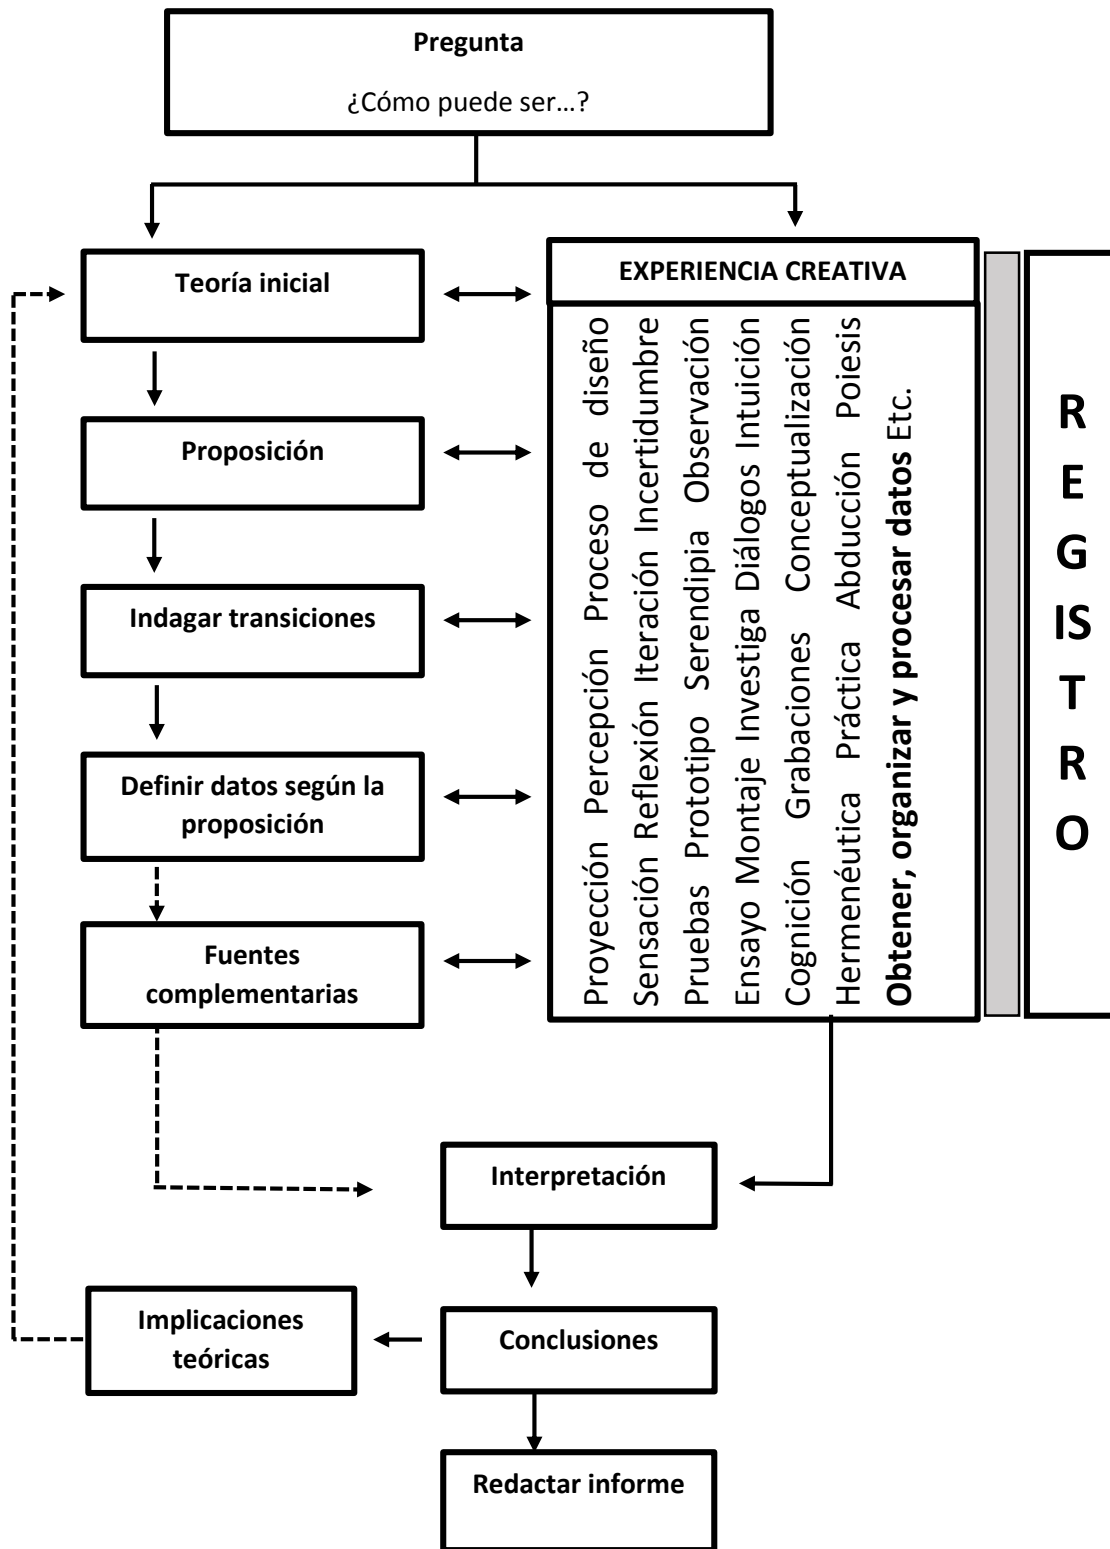 Pregunta
¿Cómo puede ser...?
Teoría inicial
Proposición
Indagar transiciones
Definir datos según la
proposición
Fuentes
complementarias
EXPERIENCIA CREATIVA
Proyección Percepción Proceso de diseño
Sensación Reflexión Iteración Incertidumbre
Pruebas Prototipo Serendipia Observación
Ensayo Montaje Investiga Diálogos Intuición
Cognición Grabaciones Conceptualización
Hermenéutica Práctica Abducción Poiesis
Obtener, organizar y procesar datos Etc.
R
E
G
IS
T
R
O
Interpretación
Implicaciones
teóricas
Conclusiones
Redactar informe